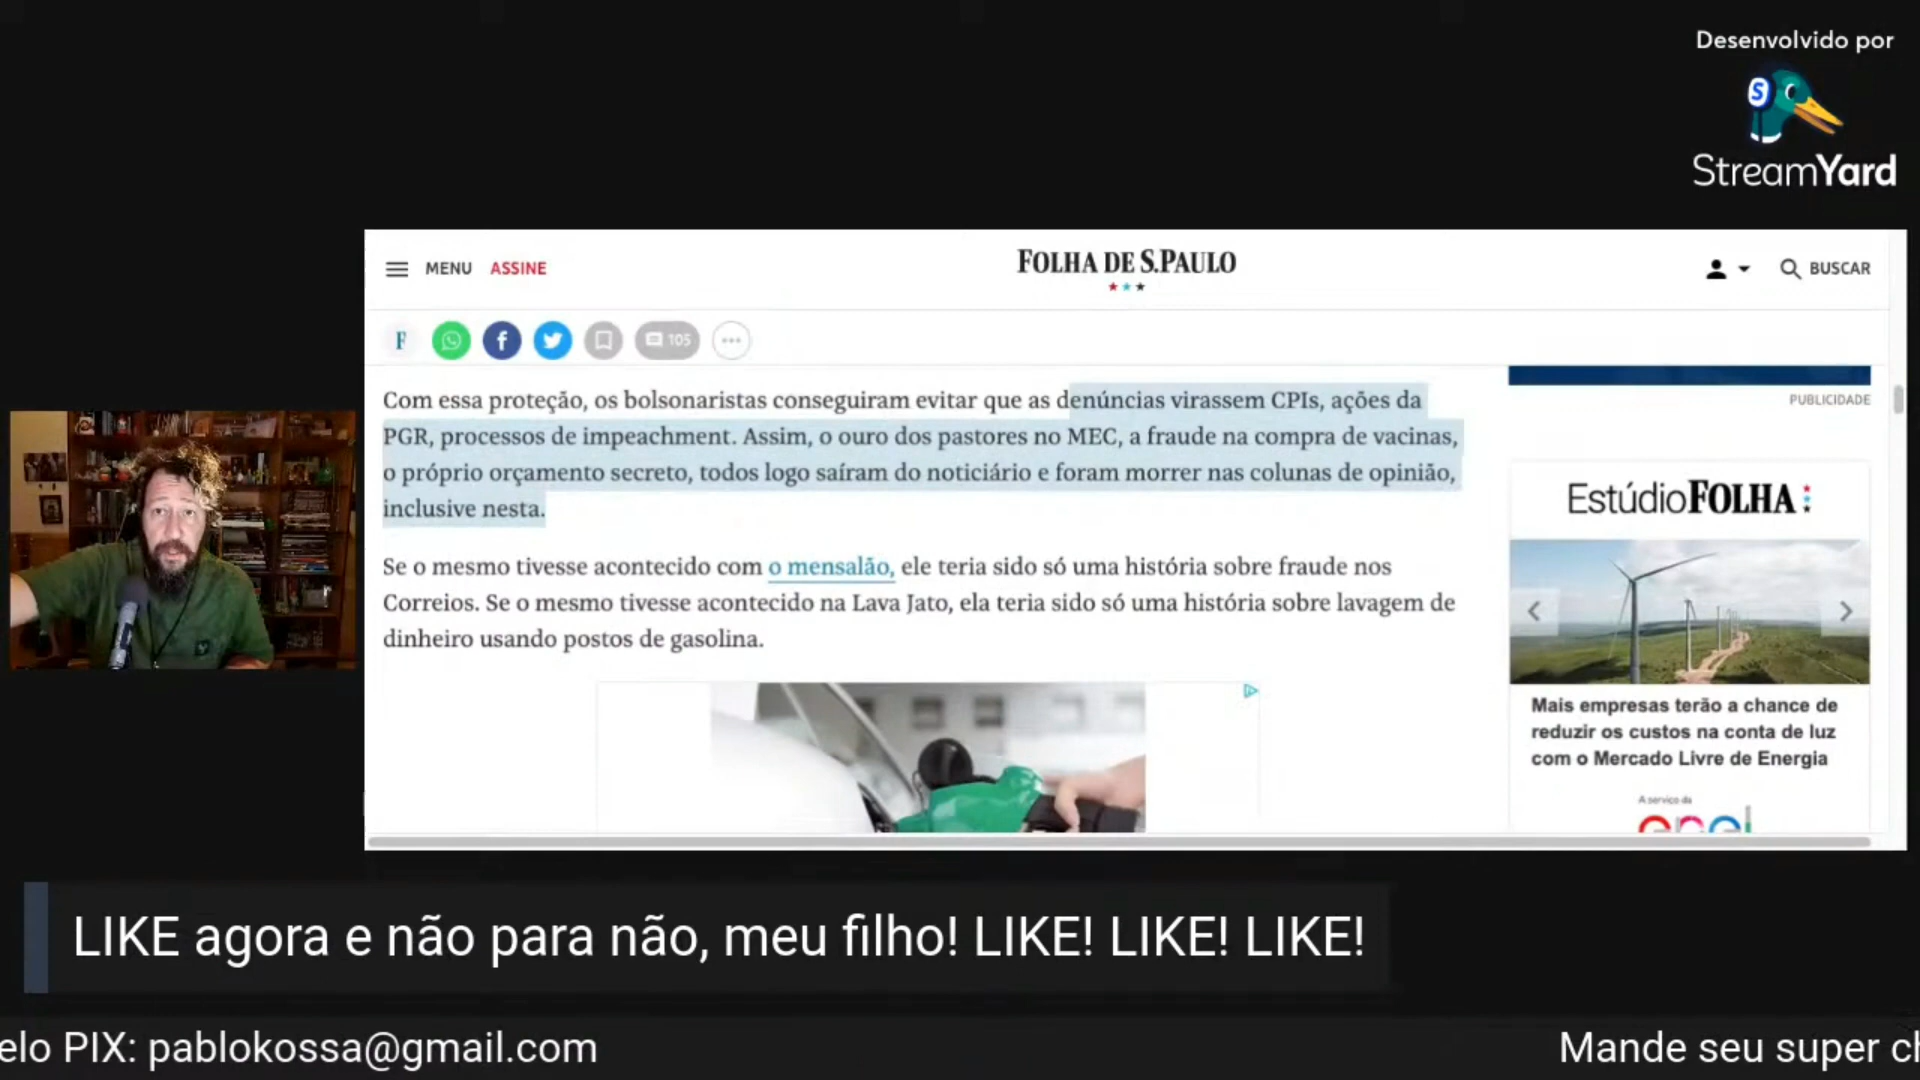 Desenvolvido por
S
StreamYard
MENU ASSINE
FOLHA DE S.PAULO
BUSCAR
F
f
105
Com essa proteção, os bolsonaristas conseguiram evitar que as denúncias virassem CPIs, ações da
PGR, processos de impeachment. Assim, o ouro dos pastores no MEC, a fraude na compra de vacinas,
o próprio orçamento secreto, todos logo saíram do noticiário e foram morrer nas colunas de opinião,
inclusive nesta.
Se o mesmo tivesse acontecido com o mensalão, ele teria sido só uma história sobre fraude nos
Correios. Se o mesmo tivesse acontecido na Lava Jato, ela teria sido só uma história sobre lavagem de
dinheiro usando postos de gasolina.
PUBLICIDADE
EstúdioFOLHA
Mais empresas terão a chance de
reduzir os custos na conta de luz
com o Mercado Livre de Energia
A serviço da
enel
LIKE agora e não para não, meu filho! LIKE! LIKE! LIKE!
elo PIX: pablokossa@gmail.com
Mande seu super ch